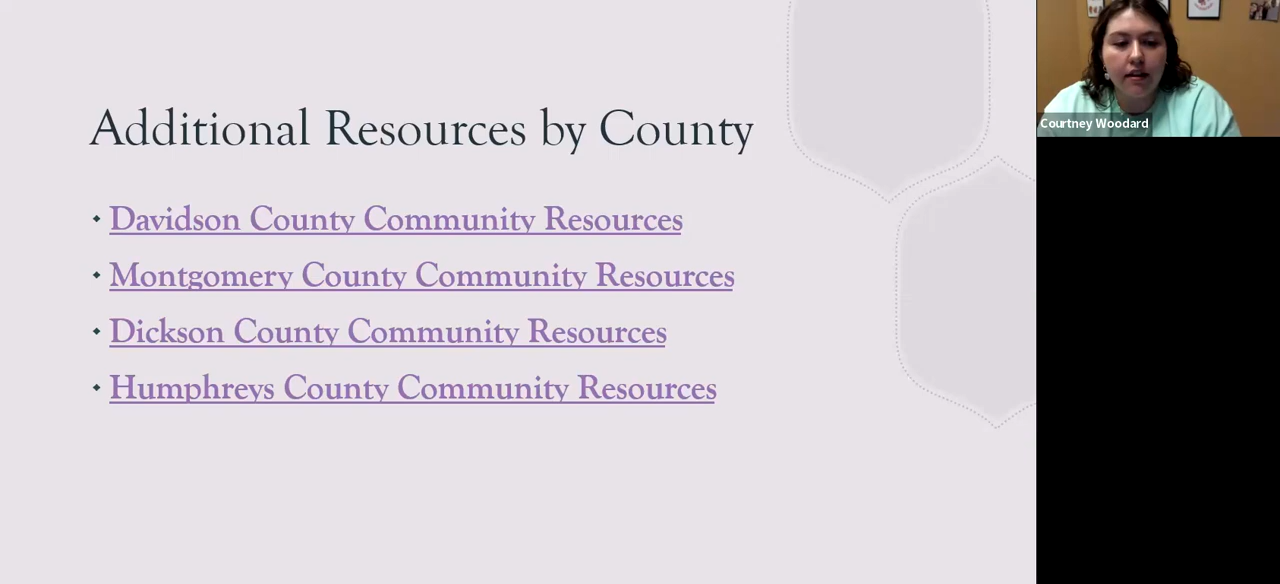 Additional Resources by County
Davidson County Community Resources
Montgomery County Community Resources
Dickson County Community Resources
Humphreys County Community Resources
Courtney Woodard